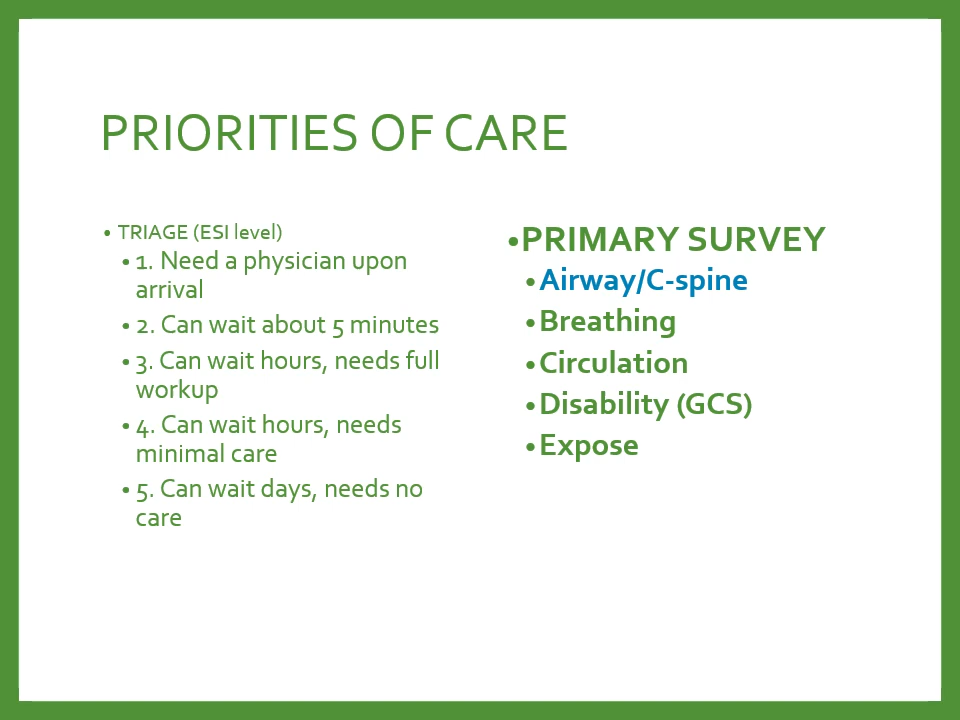 PRIORITIES OF CARE
• TRIAGE (ESI level)
• 1. Need a physician upon
arrival
• 2. Can wait about 5 minutes
• 3. Can wait hours, needs full
workup
• 4. Can wait hours, needs
minimal care
• 5. Can wait days, needs no
care
•PRIMARY SURVEY
•Airway/C-spine
•Breathing
•Circulation
•Disability (GCS)
•Expose